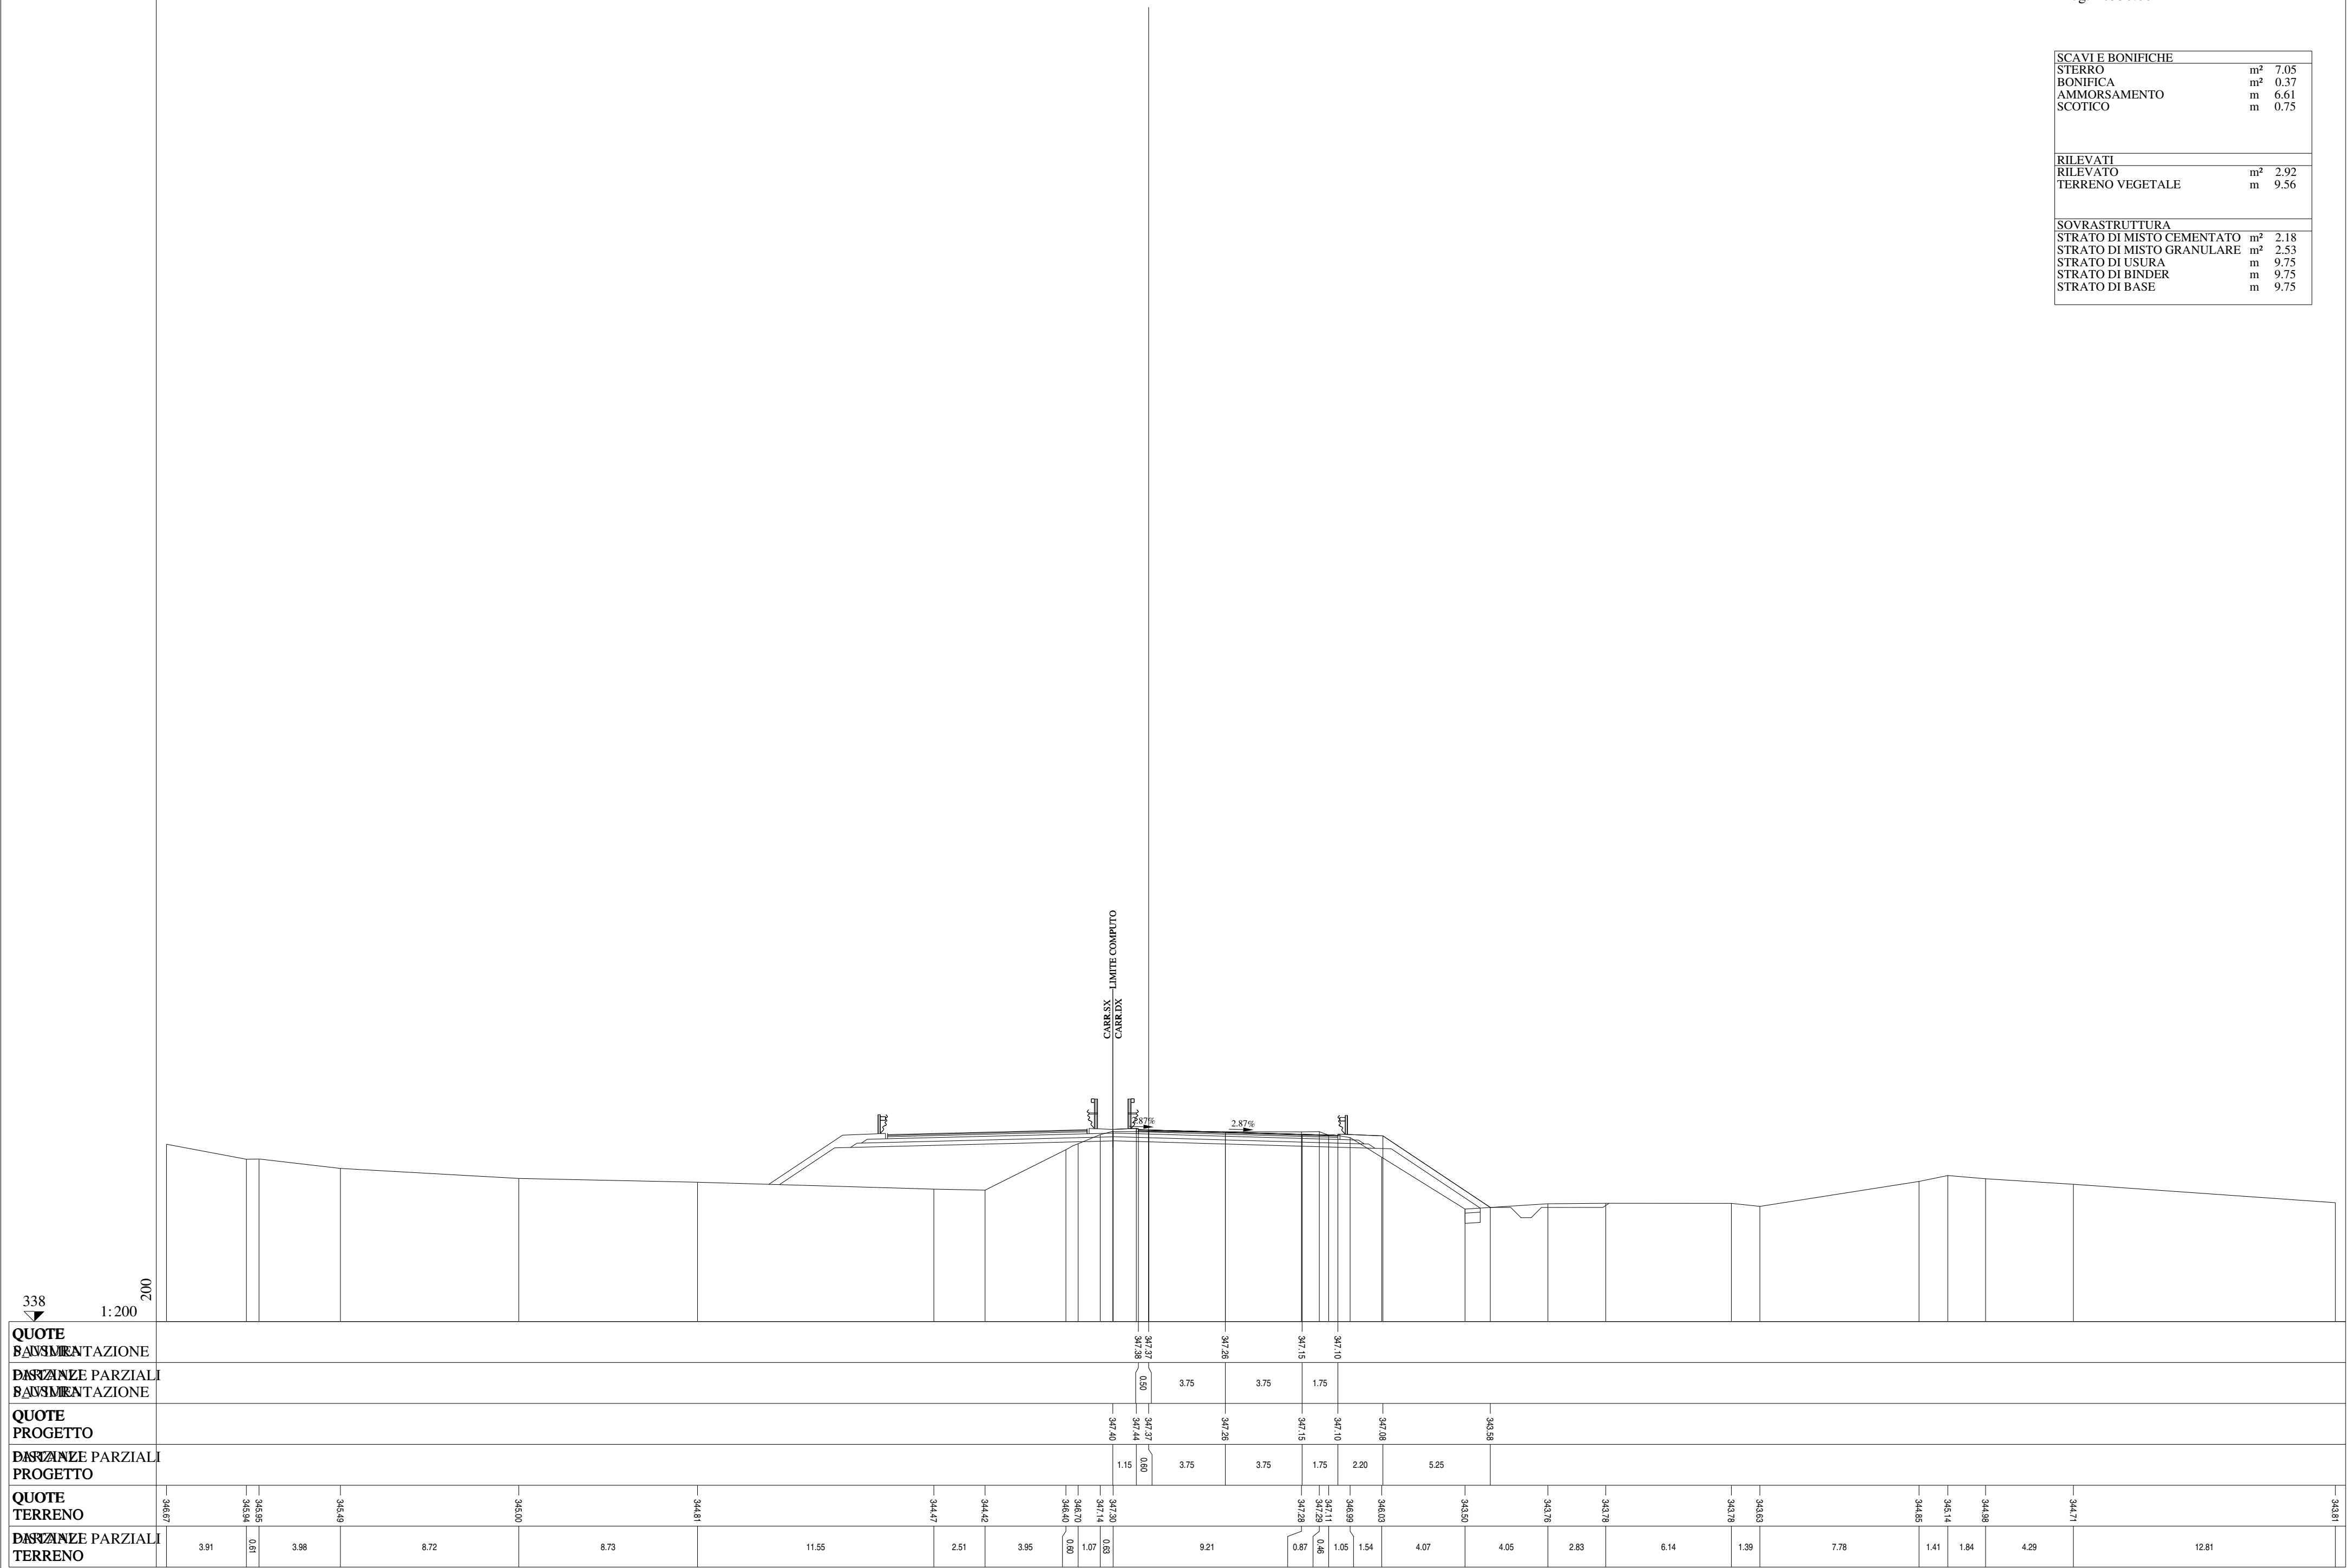 SCAVI E BONIFICHE
STERRO m² 7.05
BONIFICA m² 0.37
AMMORSAMENTO m 6.61
SCOTICO m 0.75
RILEVATI
RILEVATO m² 2.92
TERRENO VEGETALE m 9.56
SOVRASTRUTTURA
STRATO DI MISTO CEMENTATO m² 2.18
STRATO DI MISTO GRANULARE m² 2.53
STRATO DI USURA m 9.75
STRATO DI BINDER m 9.75
STRATO DI BASE m 9.75
LIMITE COMPUTO
CARR.SX
CARR.DX
2.87%
338
1:200
200
QUOTE
347.38 347.37 347.26 347.15 347.10
PARZIALI
0.50 3.75 3.75 1.75
QUOTE
PROGETTO
347.40 347.44 347.37 347.26 347.15 347.10 347.08 343.58
PARZIALI
PROGETTO
1.15 0.60 3.75 3.75 1.75 2.20 5.25
QUOTE
TERRENO
346.67 345.94 345.95 345.49 345.00 344.81 344.47 344.42 346.40 346.70 347.14 347.30 347.28 347.29 347.11 346.99 346.03 343.50 343.76 343.78 343.78 343.63 344.85 345.14 344.98 344.71 343.81
PARZIALI
TERRENO
3.91 0.61 3.98 8.72 8.73 11.55 2.51 3.95 0.60 1.07 0.63 9.21 0.87 0.46 1.05 1.54 4.07 4.05 2.83 6.14 1.39 7.78 1.41 1.84 4.29 12.81